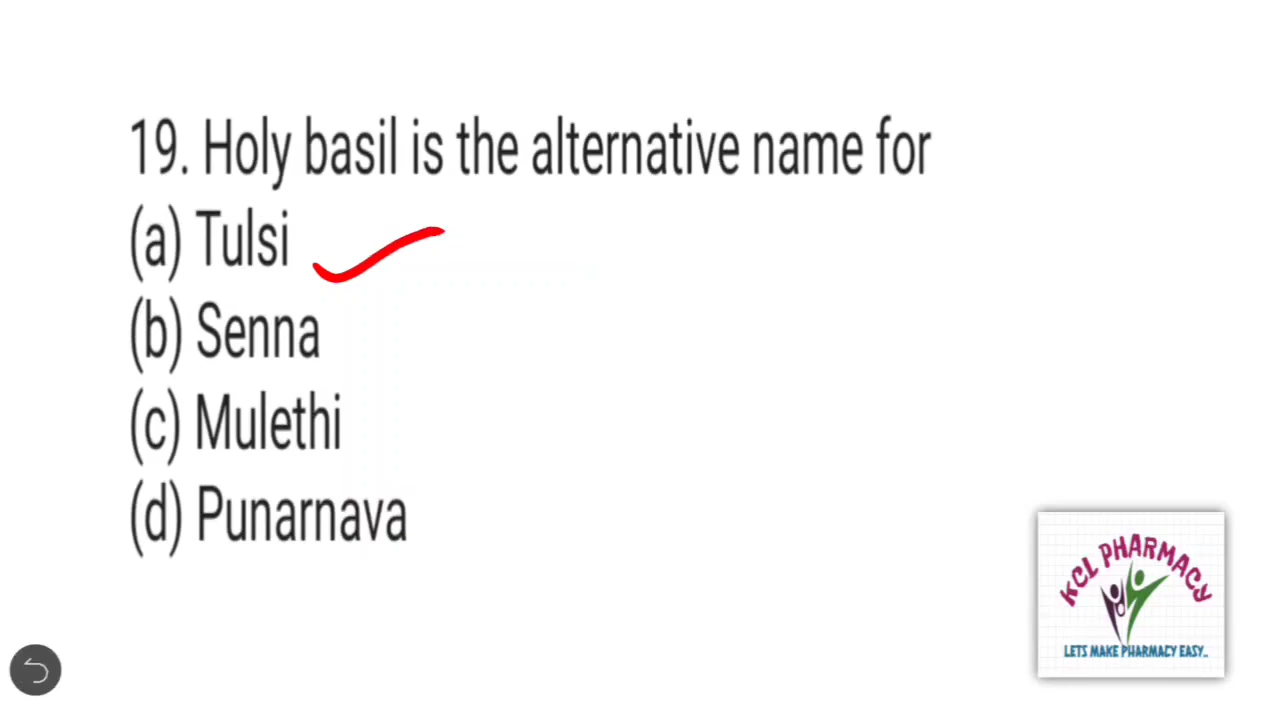 19. Holy basil is the alternative name for
(a) Tulsi
(b) Senna
(c) Mulethi
(d) Punarnava
KCL PHARMACY
LETS MAKE PHARMACY EASY..